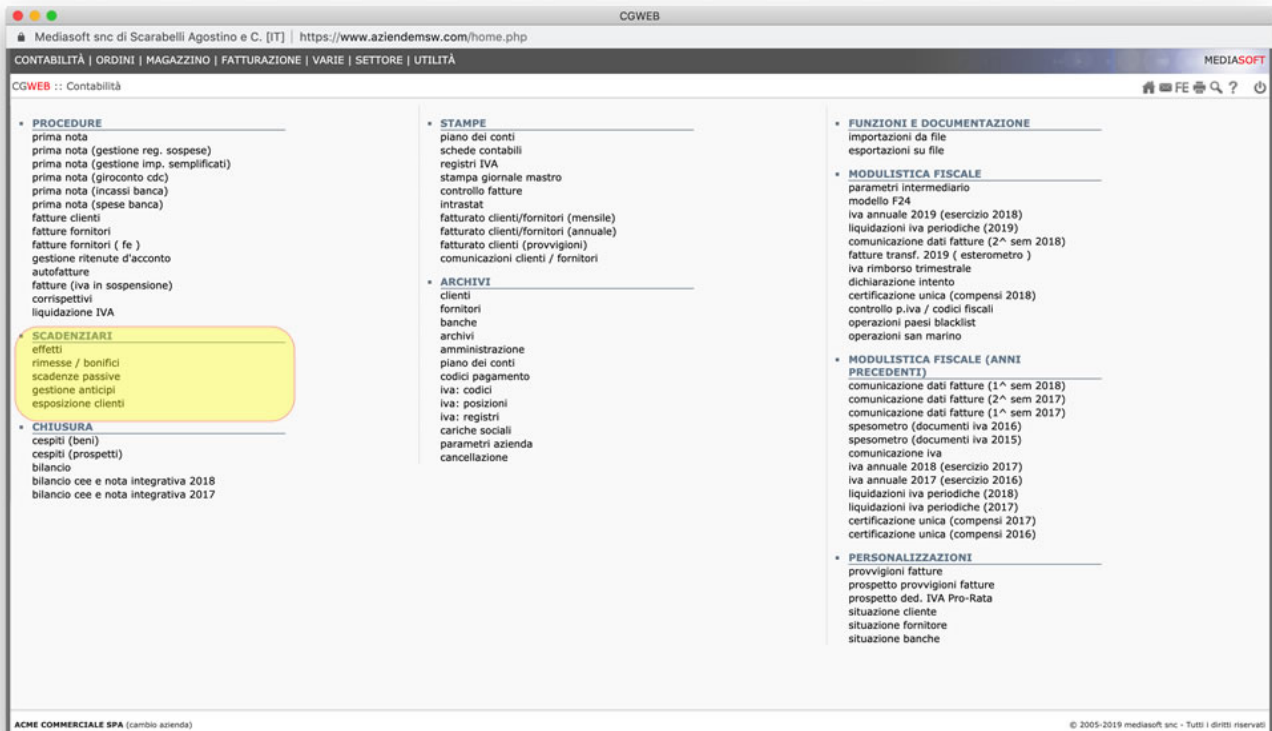 CGWEB
Mediasoft snc di Scarabelli Agostino e C. [IT] | https://www.aziendemsw.com/home.php
CONTABILITÀ | ORDINI | MAGAZZINO | FATTURAZIONE | VARIE | SETTORE | UTILITÀ
MEDIASOFT
CGWEB :: Contabilità
FE ?
PROCEDURE
prima nota
prima nota (gestione reg. sospese)
prima nota (gestione imp. semplificati)
prima nota (giroconto cdc)
prima nota (incassi banca)
prima nota (spese banca)
fatture clienti
fatture fornitori
fatture fornitori ( fe )
gestione ritenute d'acconto
autofatture
fatture (iva in sospensione)
corrispettivi
liquidazione IVA
SCADENZIARI
effetti
rimesse / bonifici
scadenze passive
gestione anticipi
esposizione clienti
CHIUSURA
cespiti (beni)
cespiti (prospetti)
bilancio
bilancio cee e nota integrativa 2018
bilancio cee e nota integrativa 2017
STAMPE
piano dei conti
schede contabili
registri IVA
stampa giornale mastro
controllo fatture
intrastat
fatturato clienti/fornitori (mensile)
fatturato clienti/fornitori (annuale)
fatturato clienti (provvigioni)
comunicazioni clienti / fornitori
ARCHIVI
clienti
fornitori
banche
archivi
amministrazione
piano dei conti
codici pagamento
iva: codici
iva: posizioni
iva: registri
cariche sociali
parametri azienda
cancellazione
FUNZIONI E DOCUMENTAZIONE
importazioni da file
esportazioni su file
MODULISTICA FISCALE
parametri intermediario
modello F24
iva annuale 2019 (esercizio 2018)
liquidazioni iva periodiche (2019)
comunicazione dati fatture (2^ sem 2018)
fatture transf. 2019 ( esterometro )
iva rimborso trimestrale
dichiarazione intento
certificazione unica (compensi 2018)
controllo p.iva / codici fiscali
operazioni paesi blacklist
operazioni san marino
MODULISTICA FISCALE (ANNI
PRECEDENTI)
comunicazione dati fatture (1^ sem 2018)
comunicazione dati fatture (2^ sem 2017)
comunicazione dati fatture (1^ sem 2017)
spesometro (documenti iva 2016)
spesometro (documenti iva 2015)
comunicazione iva
iva annuale 2018 (esercizio 2017)
iva annuale 2017 (esercizio 2016)
liquidazioni iva periodiche (2018)
liquidazioni iva periodiche (2017)
certificazione unica (compensi 2017)
certificazione unica (compensi 2016)
PERSONALIZZAZIONI
provvigioni fatture
prospetto provvigioni fatture
prospetto ded. IVA Pro-Rata
situazione cliente
situazione fornitore
situazione banche
ACME COMMERCIALE SPA (cambio azienda)
© 2005-2019 mediasoft snc - Tutti i diritti riservati